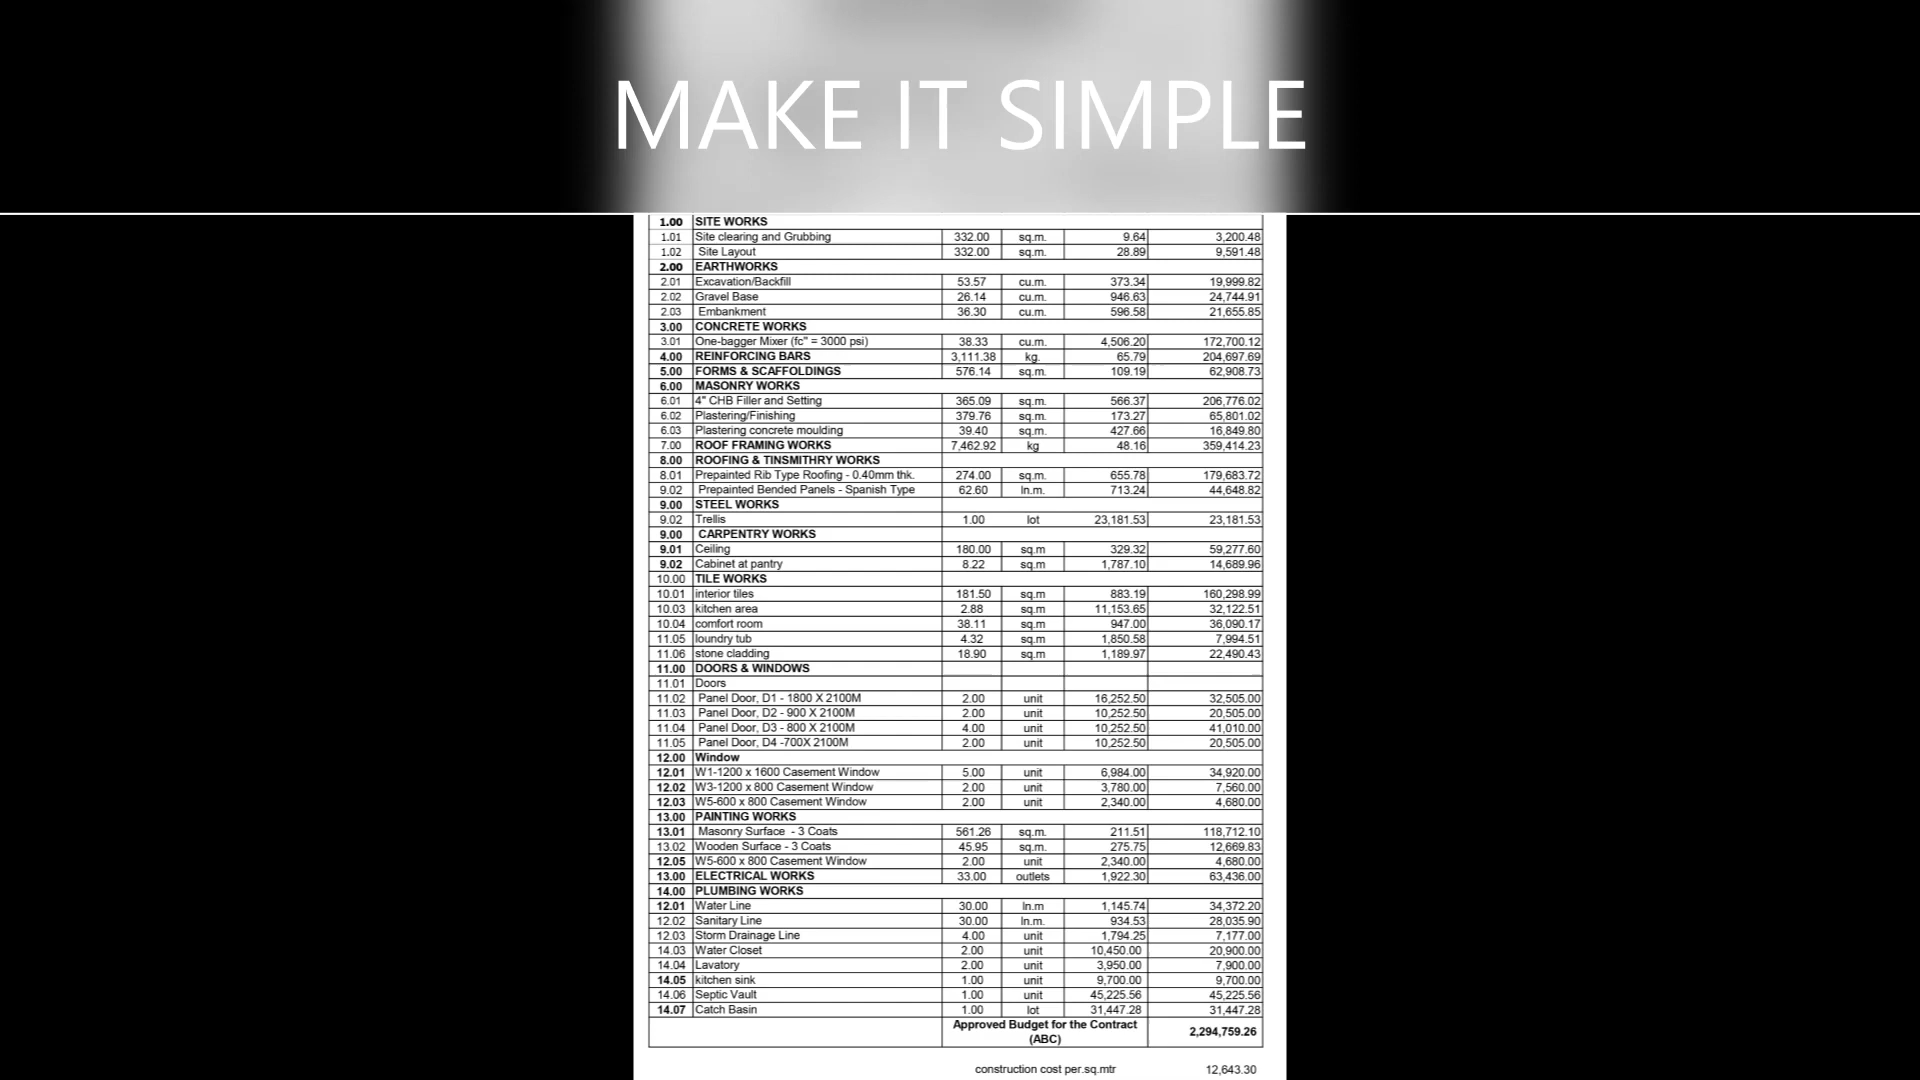 MAKE IT SIMPLE
1.00 SITE WORKS
1.01 Site clearing and Grubbing 332.00 sq.m. 9.64 3,200.48
1.02 Site Layout 332.00 sq.m. 28.89 9,591.48
2.00 EARTHWORKS
2.01 Excavation/Backfill 53.57 cu.m. 373.34 19,999.82
2.02 Gravel Base 26.14 cu.m. 946.63 24,744.91
2.03 Embankment 36.30 cu.m. 596.58 21,655.85
3.00 CONCRETE WORKS
3.01 One-bagger Mixer (fc" = 3000 psi) 38.33 cu.m. 4,506.20 172,700.12
4.00 REINFORCING BARS 3,111.38 kg. 65.79 204,697.69
5.00 FORMS & SCAFFOLDINGS 576.14 sq.m. 109.19 62,908.73
6.00 MASONRY WORKS
6.01 4" CHB Filler and Setting 365.09 sq.m. 566.37 206,776.02
6.02 Plastering/Finishing 379.76 sq.m. 173.27 65,801.02
6.03 Plastering concrete moulding 39.40 sq.m. 427.66 16,849.80
7.00 ROOF FRAMING WORKS 7,462.92 kg 48.16 359,414.23
8.00 ROOFING & TINSMITHRY WORKS
8.01 Prepainted Rib Type Roofing - 0.40mm thk. 274.00 sq.m. 655.78 179,683.72
9.02 Prepainted Bended Panels - Spanish Type 62.60 ln.m. 713.24 44,648.82
9.00 STEEL WORKS
9.02 Trellis 1.00 lot 23,181.53 23,181.53
9.00 CARPENTRY WORKS
9.01 Ceiling 180.00 sq.m 329.32 59,277.60
9.02 Cabinet at pantry 8.22 sq.m 1,787.10 14,689.96
10.00 TILE WORKS
10.01 interior tiles 181.50 sq.m 883.19 160,298.99
10.03 kitchen area 2.88 sq.m 11,153.65 32,122.51
10.04 comfort room 38.11 sq.m 947.00 36,090.17
11.05 loundry tub 4.32 sq.m 1,850.58 7,994.51
11.06 stone cladding 18.90 sq.m 1,189.97 22,490.43
11.00 DOORS & WINDOWS
11.01 Doors
11.02 Panel Door, D1 - 1800 X 2100M 2.00 unit 16,252.50 32,505.00
11.03 Panel Door, D2 - 900 X 2100M 2.00 unit 10,252.50 20,505.00
11.04 Panel Door, D3 - 800 X 2100M 4.00 unit 10,252.50 41,010.00
11.05 Panel Door, D4 -700X 2100M 2.00 unit 10,252.50 20,505.00
12.00 Window
12.01 W1-1200 x 1600 Casement Window 5.00 unit 6,984.00 34,920.00
12.02 W3-1200 x 800 Casement Window 2.00 unit 3,780.00 7,560.00
12.03 W5-600 x 800 Casement Window 2.00 unit 2,340.00 4,680.00
13.00 PAINTING WORKS
13.01 Masonry Surface - 3 Coats 561.26 sq.m. 211.51 118,712.10
13.02 Wooden Surface - 3 Coats 45.95 sq.m. 275.75 12,669.83
12.05 W5-600 x 800 Casement Window 2.00 unit 2,340.00 4,680.00
13.00 ELECTRICAL WORKS 33.00 outlets 1,922.30 63,436.00
14.00 PLUMBING WORKS
12.01 Water Line 30.00 ln.m 1,145.74 34,372.20
12.02 Sanitary Line 30.00 ln.m. 934.53 28,035.90
12.03 Storm Drainage Line 4.00 unit 1,794.25 7,177.00
14.03 Water Closet 2.00 unit 10,450.00 20,900.00
14.04 Lavatory 2.00 unit 3,950.00 7,900.00
14.05 kitchen sink 1.00 unit 9,700.00 9,700.00
14.06 Septic Vault 1.00 unit 45,225.56 45,225.56
14.07 Catch Basin 1.00 lot 31,447.28 31,447.28
Approved Budget for the Contract
(ABC) 2,294,759.26
construction cost per.sq.mtr 12,643.30